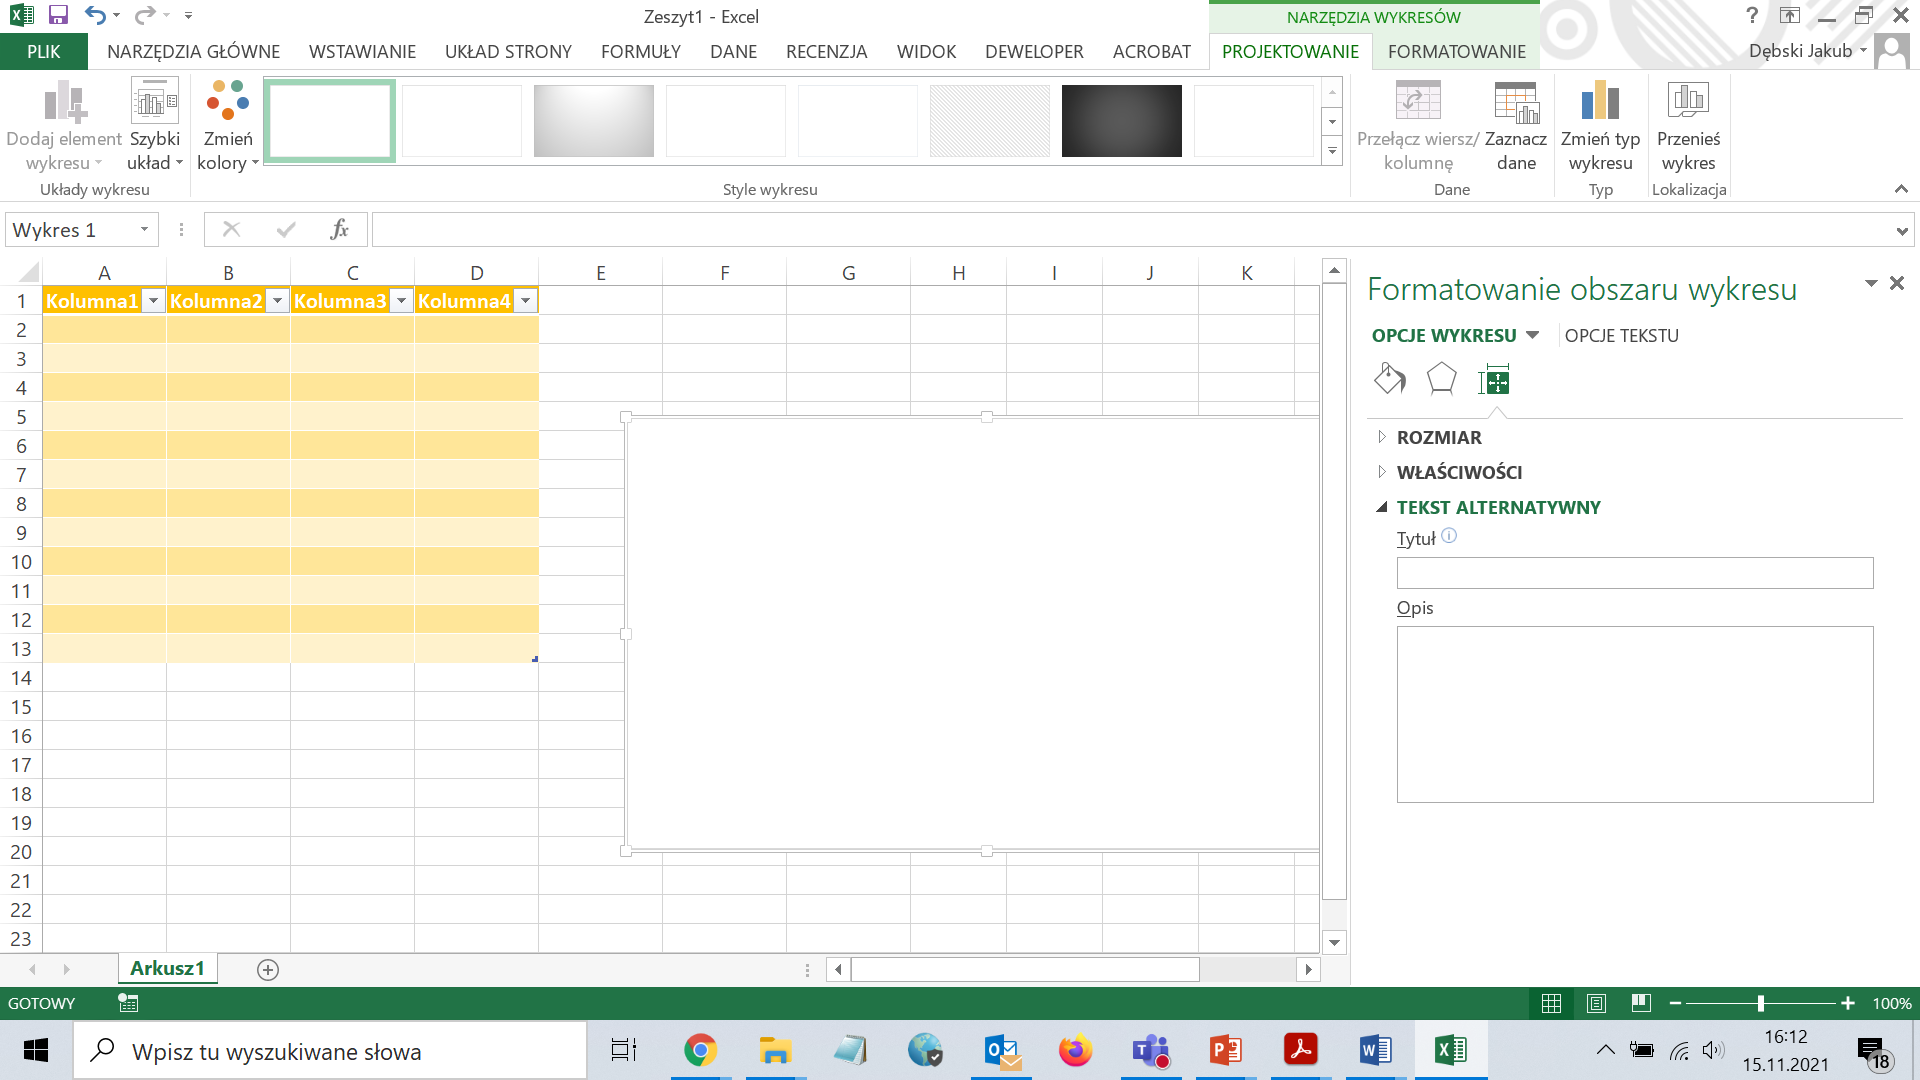 Zeszyt1 - Excel
NARZĘDZIA WYKRESÓW
?
PLIK
NARZĘDZIA GŁÓWNE
WSTAWIANIE
UKŁAD STRONY
FORMUŁY
DANE
RECENZJA
WIDOK
DEWELOPER
ACROBAT
PROJEKTOWANIE
FORMATOWANIE
Dębski Jakub
Dodaj element
wykresu
Szybki
układ
Zmień
kolory
Przełącz wiersz/
kolumnę
Zaznacz
dane
Zmień typ
wykresu
Przenieś
wykres
Układy wykresu
Style wykresu
Dane
Typ
Lokalizacja
Wykres 1
fx
A B C D E F G H I J K
1 Kolumna1 Kolumna2 Kolumna3 Kolumna4
2
3
4
5
6
7
8
9
10
11
12
13
14
15
16
17
18
19
20
21
22
23
Formatowanie obszaru wykresu
OPCJE WYKRESU
OPCJE TEKSTU
ROZMIAR
WŁAŚCIWOŚCI
TEKST ALTERNATYWNY
Tytuł
Opis
Arkusz1
GOTOWY
100%
Wpisz tu wyszukiwane słowa
16:12
15.11.2021
18